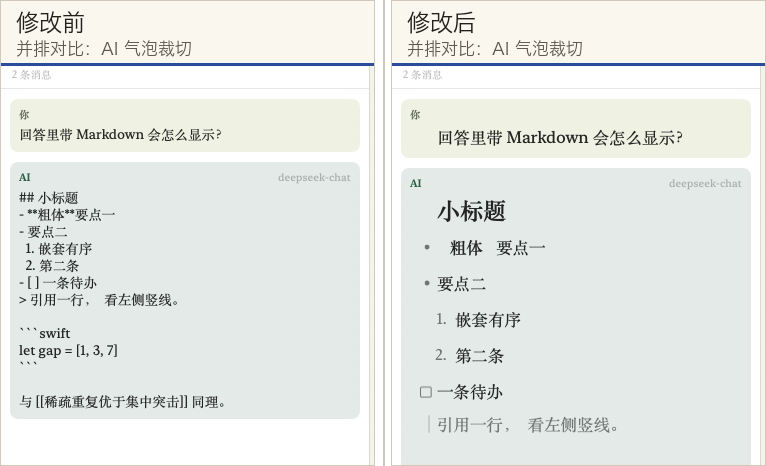 修改前
并排对比：AI 气泡裁切
2 条消息
你
回答里带 Markdown 会怎么显示?
AI
deepseek-chat
## 小标题
- **粗体**要点一
- 要点二
1. 嵌套有序
2. 第二条
- [ ] 一条待办
> 引用一行， 看左侧竖线。
```swift
let gap = [1, 3, 7]
```
与 [[稀疏重复优于集中突击]] 同理。
修改后
并排对比：AI 气泡裁切
2 条消息
你
回答里带 Markdown 会怎么显示?
AI
deepseek-chat
小标题
• 粗体 要点一
• 要点二
1. 嵌套有序
2. 第二条
一条待办
引用一行， 看左侧竖线。